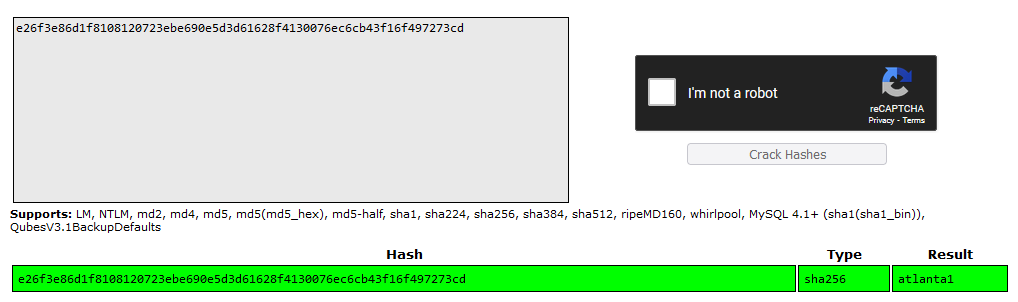 e26f3e86d1f8108120723ebe690e5d3d61628f4130076ec6cb43f16f497273cd
I'm not a robot
reCAPTCHA
Privacy - Terms
Crack Hashes
Supports: LM, NTLM, md2, md4, md5, md5(md5_hex), md5-half, sha1, sha224, sha256, sha384, sha512, ripeMD160, whirlpool, MySQL 4.1+ (sha1(sha1_bin)),
QubesV3.1BackupDefaults
Hash Type Result
e26f3e86d1f8108120723ebe690e5d3d61628f4130076ec6cb43f16f497273cd sha256 atlanta1